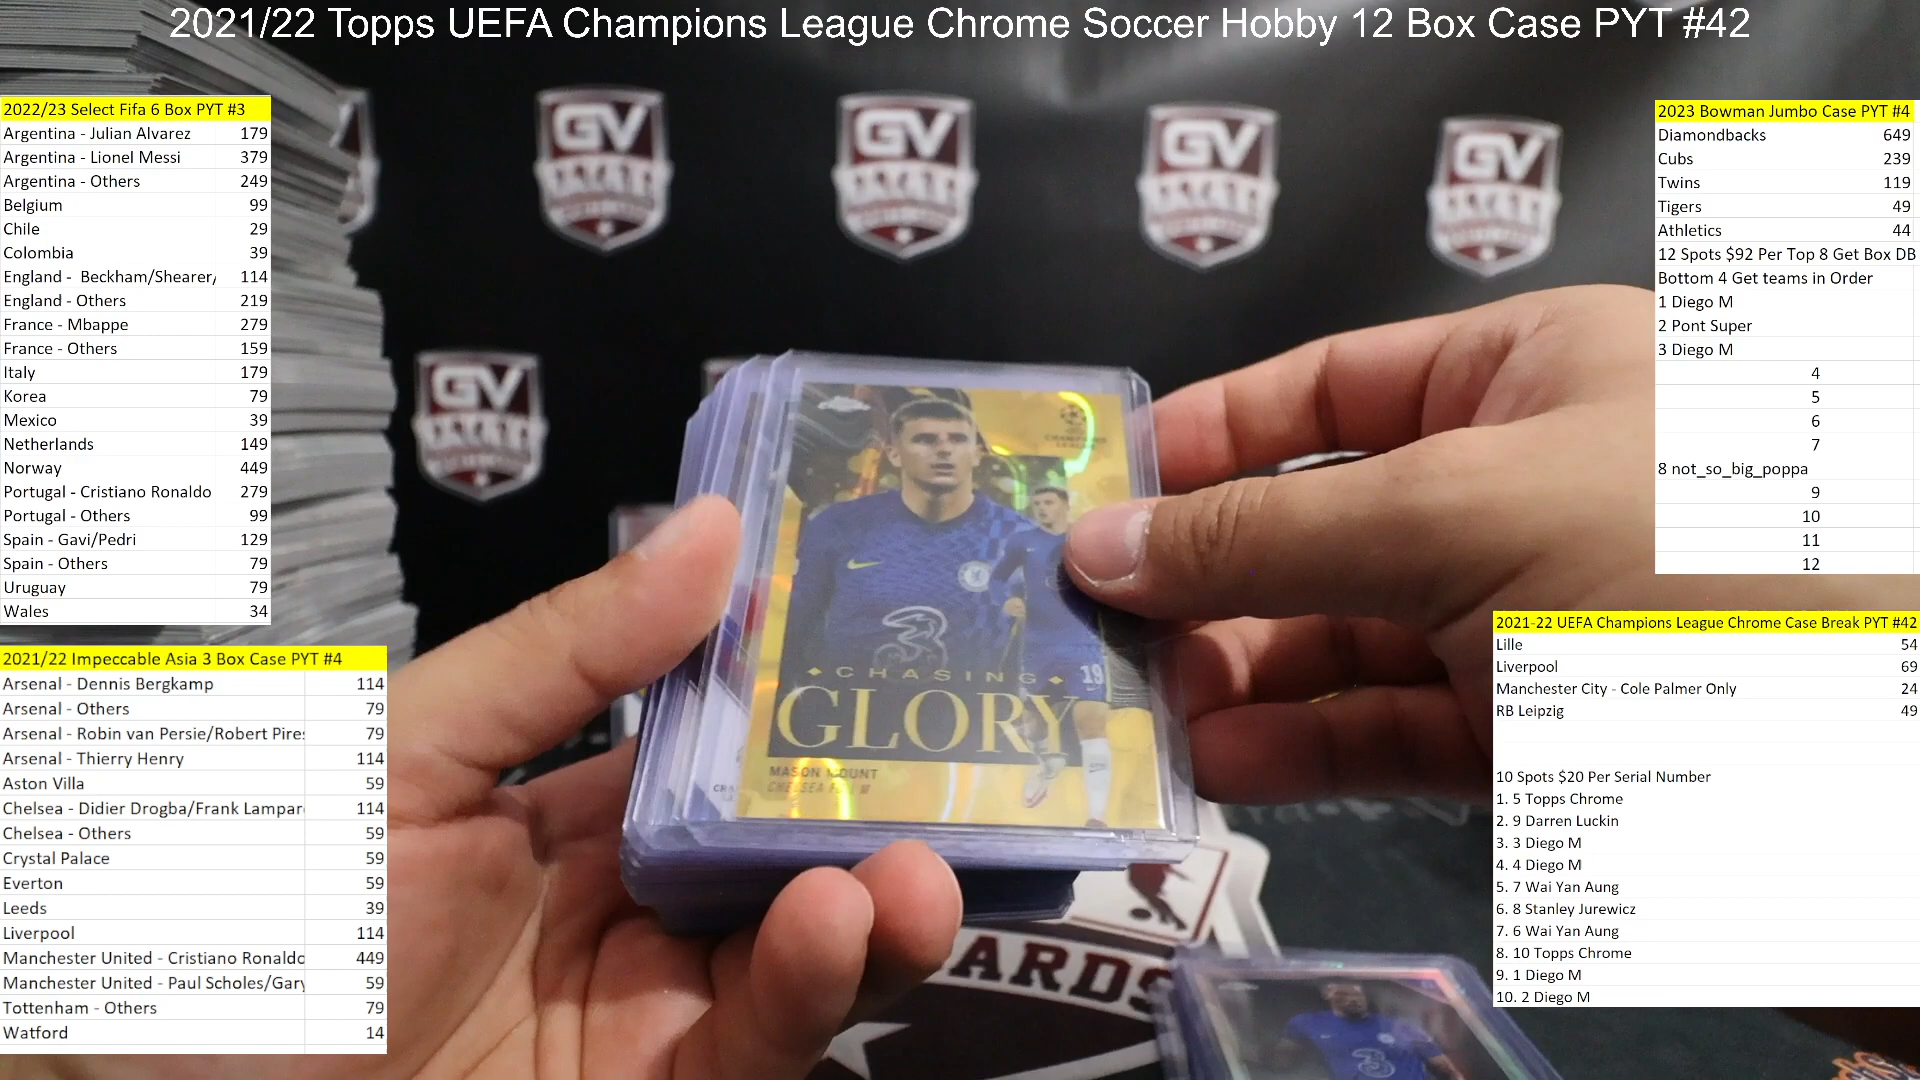 2021/22 Topps UEFA Champions League Chrome Soccer Hobby 12 Box Case PYT #42
2022/23 Select Fifa 6 Box PYT #3
Argentina - Julian Alvarez 179
Argentina - Lionel Messi 379
Argentina - Others 249
Belgium 99
Chile 29
Colombia 39
England - Beckham/Shearer/ 114
England - Others 219
France - Mbappe 279
France - Others 159
Italy 179
Korea 79
Mexico 39
Netherlands 149
Norway 449
Portugal - Cristiano Ronaldo 279
Portugal - Others 99
Spain - Gavi/Pedri 129
Spain - Others 79
Uruguay 79
Wales 34
2021/22 Impeccable Asia 3 Box Case PYT #4
Arsenal - Dennis Bergkamp 114
Arsenal - Others 79
Arsenal - Robin van Persie/Robert Pires 79
Arsenal - Thierry Henry 114
Aston Villa 59
Chelsea - Didier Drogba/Frank Lampar 114
Chelsea - Others 59
Crystal Palace 59
Everton 59
Leeds 39
Liverpool 114
Manchester United - Cristiano Ronaldo 449
Manchester United - Paul Scholes/Gary 59
Tottenham - Others 79
Watford 14
GV
GV
GV
GV
GV
CHAMPIONS
LEAGUE
CHASING
19
GLORY
MASON MOUNT
CHELSEA F.C. | M
ARDS
2023 Bowman Jumbo Case PYT #4
Diamondbacks 649
Cubs 239
Twins 119
Tigers 49
Athletics 44
12 Spots $92 Per Top 8 Get Box DB
Bottom 4 Get teams in Order
1 Diego M
2 Pont Super
3 Diego M
4
5
6
7
8 not_so_big_poppa
9
10
11
12
2021-22 UEFA Champions League Chrome Case Break PYT #42
Lille 54
Liverpool 69
Manchester City - Cole Palmer Only 24
RB Leipzig 49
10 Spots $20 Per Serial Number
1. 5 Topps Chrome
2. 9 Darren Luckin
3. 3 Diego M
4. 4 Diego M
5. 7 Wai Yan Aung
6. 8 Stanley Jurewicz
7. 6 Wai Yan Aung
8. 10 Topps Chrome
9. 1 Diego M
10. 2 Diego M